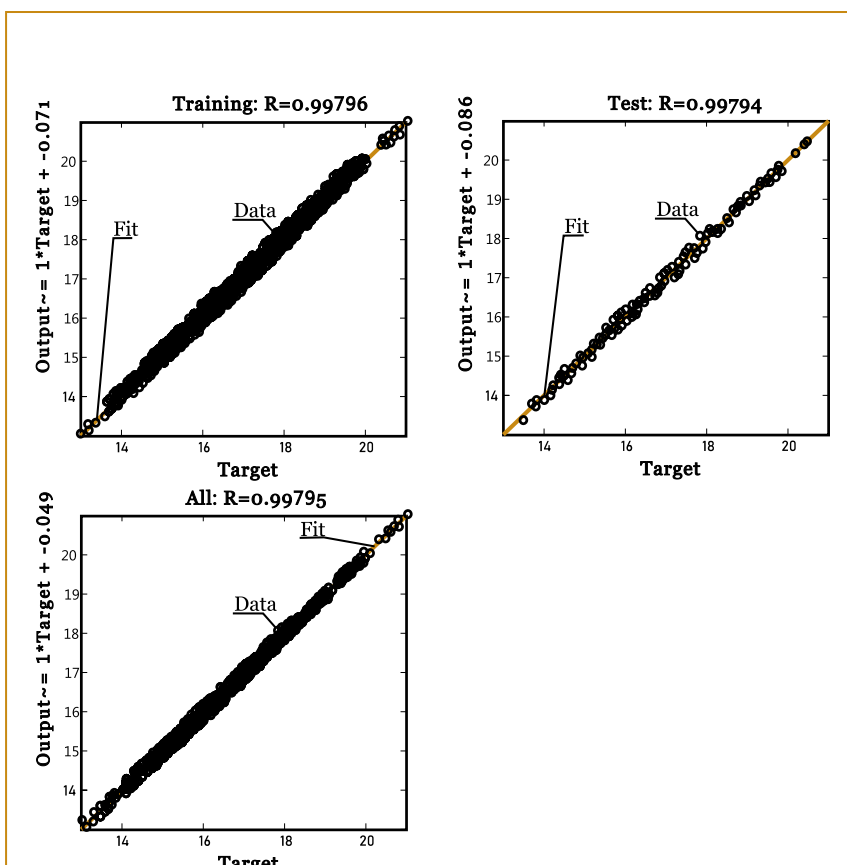 Training: R=0.99796
Output~= 1*Target + -0.071
20
19
18
17
16
15
14
Fit
Data
14
16
18
20
Target
Test: R=0.99794
Output~= 1*Target + -0.086
20
19
18
17
16
15
14
Fit
Data
14
16
18
20
Target
All: R=0.99795
Output~= 1*Target + -0.049
20
19
18
17
16
15
14
Fit
Data
14
16
18
20
Target